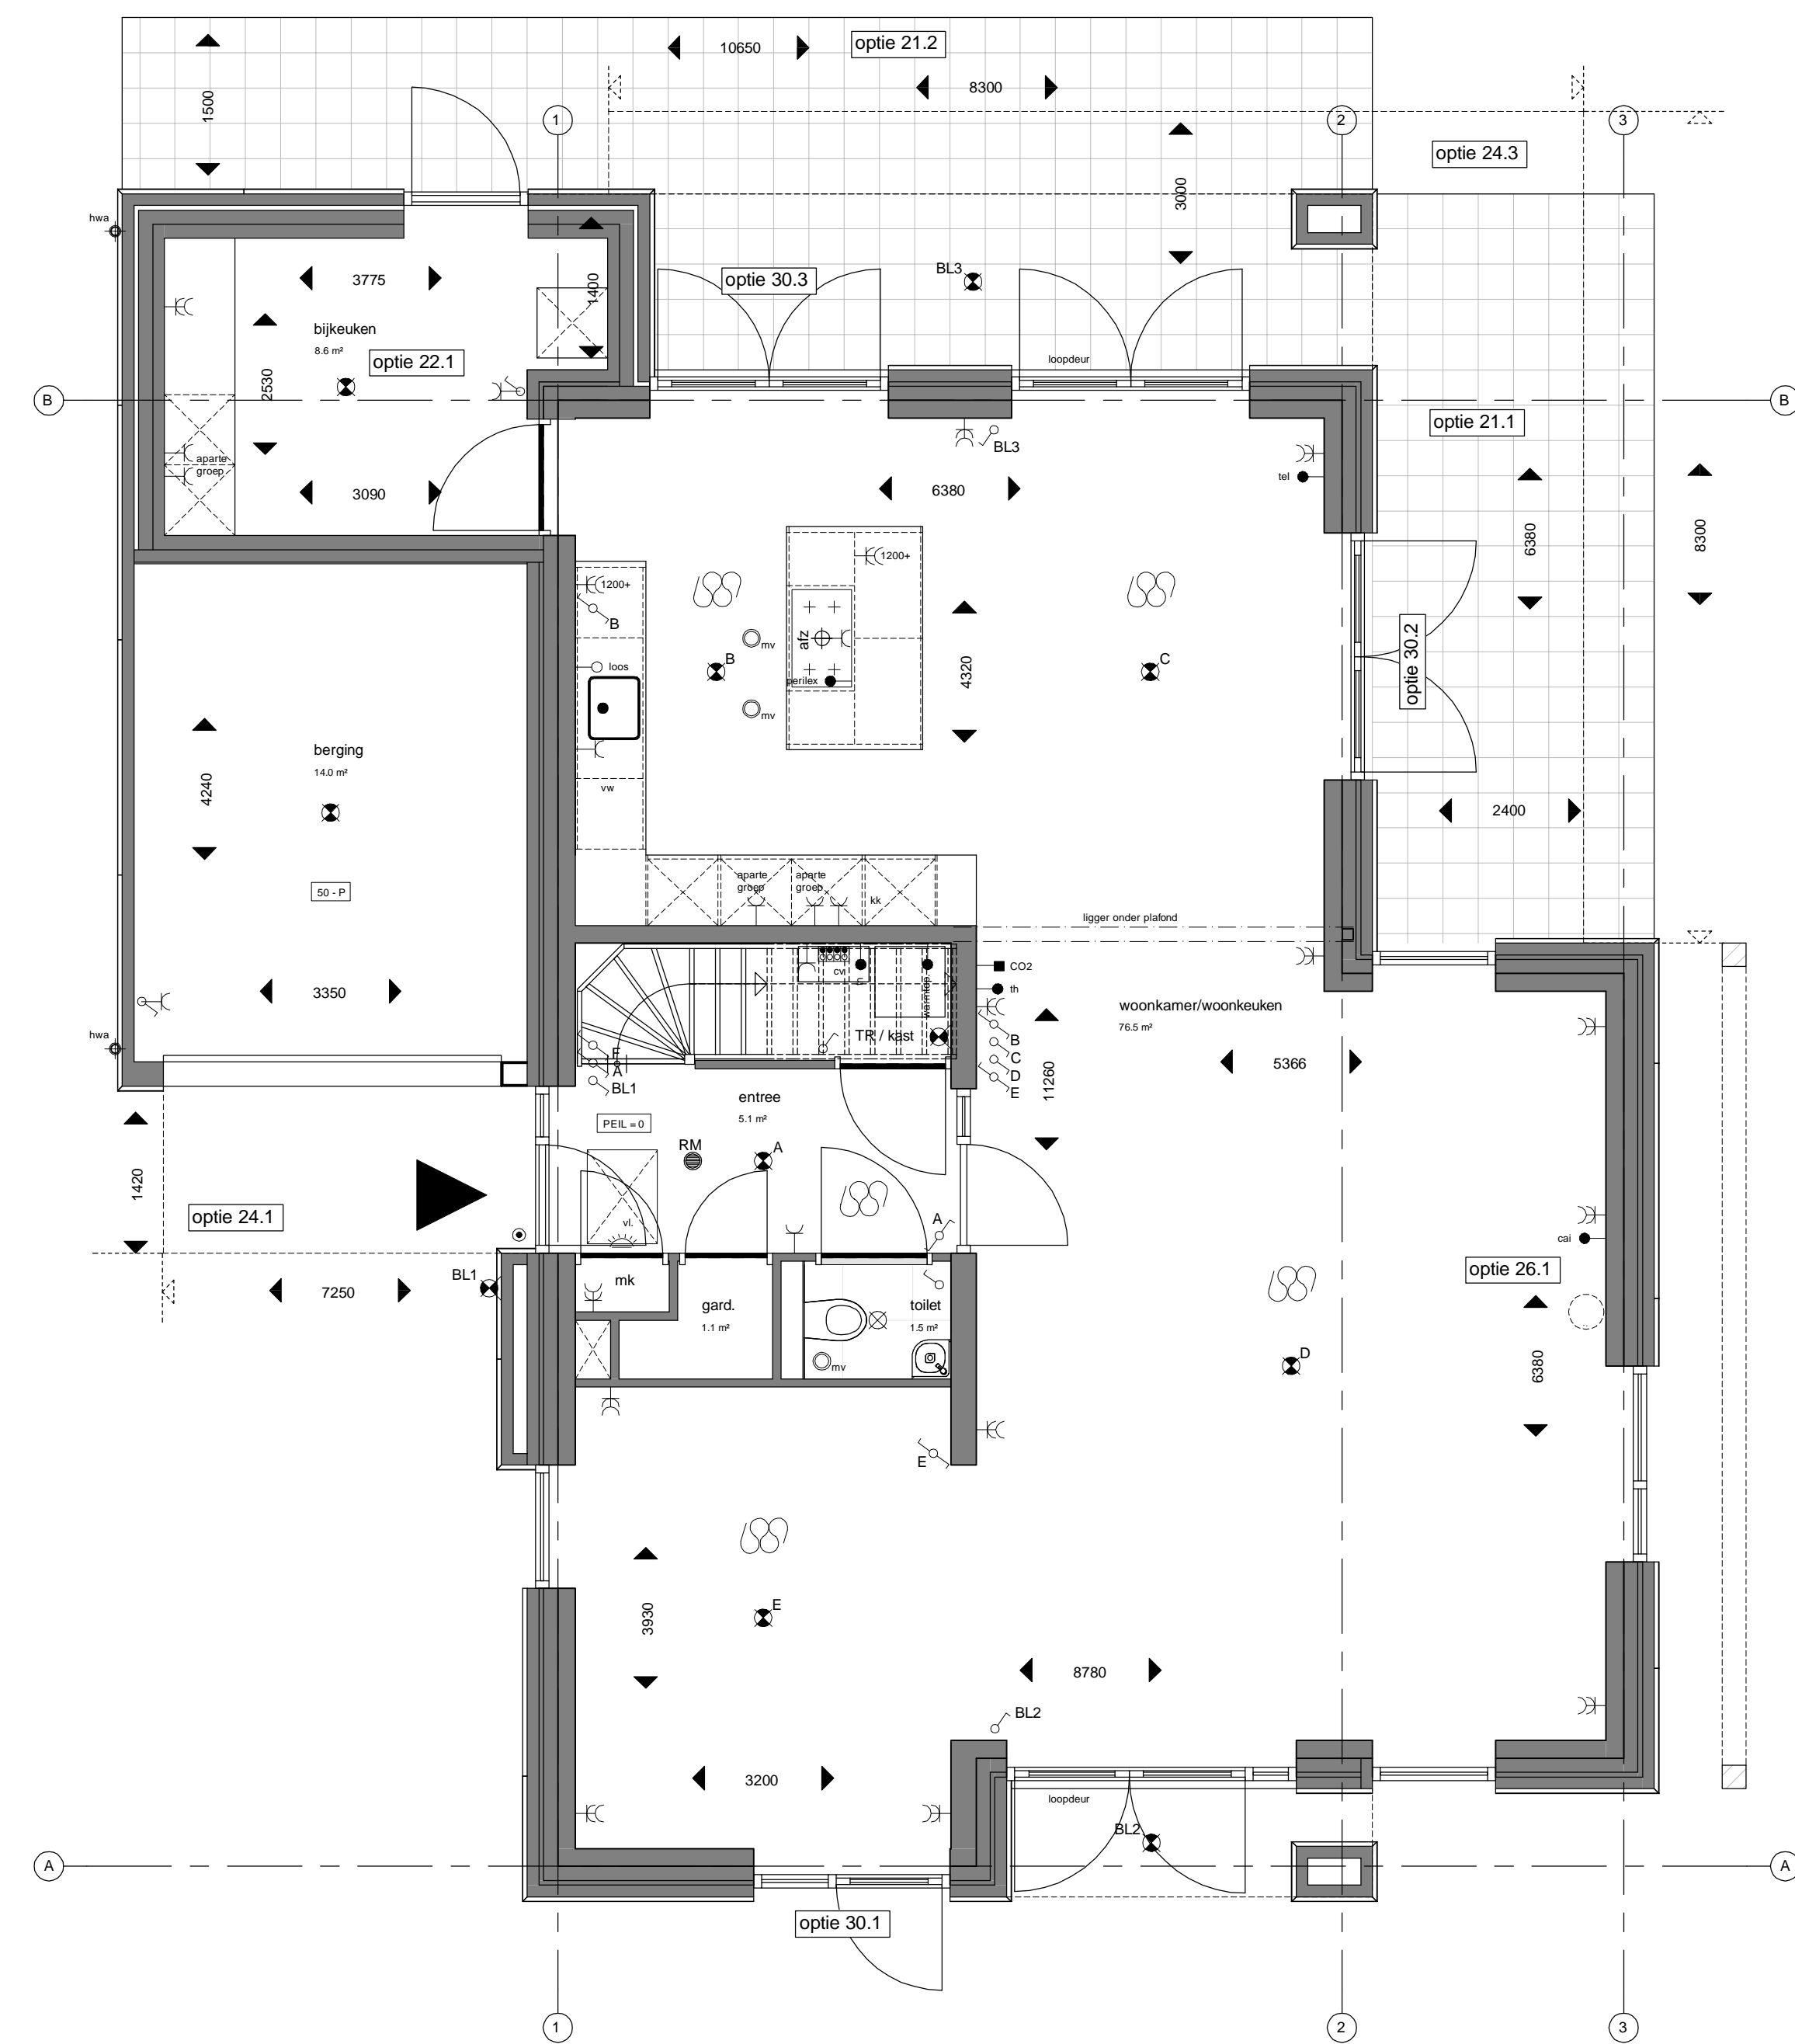 10650
optie 21.2
8300
1500
1
2
3
optie 24.3
3000
hwa
3775
1400
optie 30.3
BL3
bijkeuken
8.6 m²
optie 22.1
loopdeur
2530
B
B
optie 21.1
BL3
aparte
groep
tel
3090
6380
6380
8300
1200+
1200+
B
afz
mv
loos
B
C
optie 30.2
4320
perilex
mv
berging
14.0 m²
4240
vw
2400
50 - P
aparte
groep
aparte
groep
kk
ligger onder plafond
cv
CO2
3350
th
woonkamer/woonkeuken
76.5 m²
hwa
TR / kast
B
C
D
E
F
A
BL1
5366
11260
entree
5.1 m²
PEIL = 0
RM
A
1420
optie 24.1
vl.
A
cai
optie 26.1
BL1
7250
mk
gard.
1.1 m²
toilet
1.5 m²
mv
D
6380
E
3930
E
8780
BL2
3200
loopdeur
BL2
A
A
optie 30.1
1
2
3